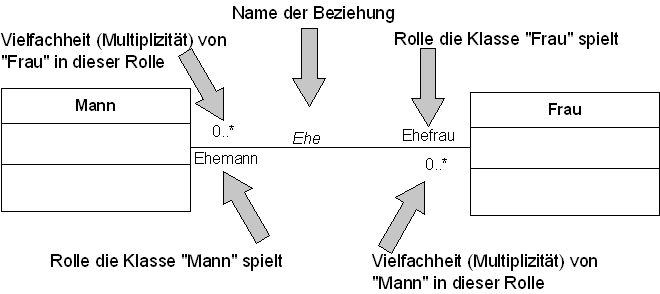 Name der Beziehung
Vielfachheit (Multiplizität) von
"Frau" in dieser Rolle
Rolle die Klasse "Frau" spielt
Mann
Frau
0..*
Ehe
Ehefrau
Ehemann
0..*
Rolle die Klasse "Mann" spielt
Vielfachheit (Multiplizität) von
"Mann" in dieser Rolle